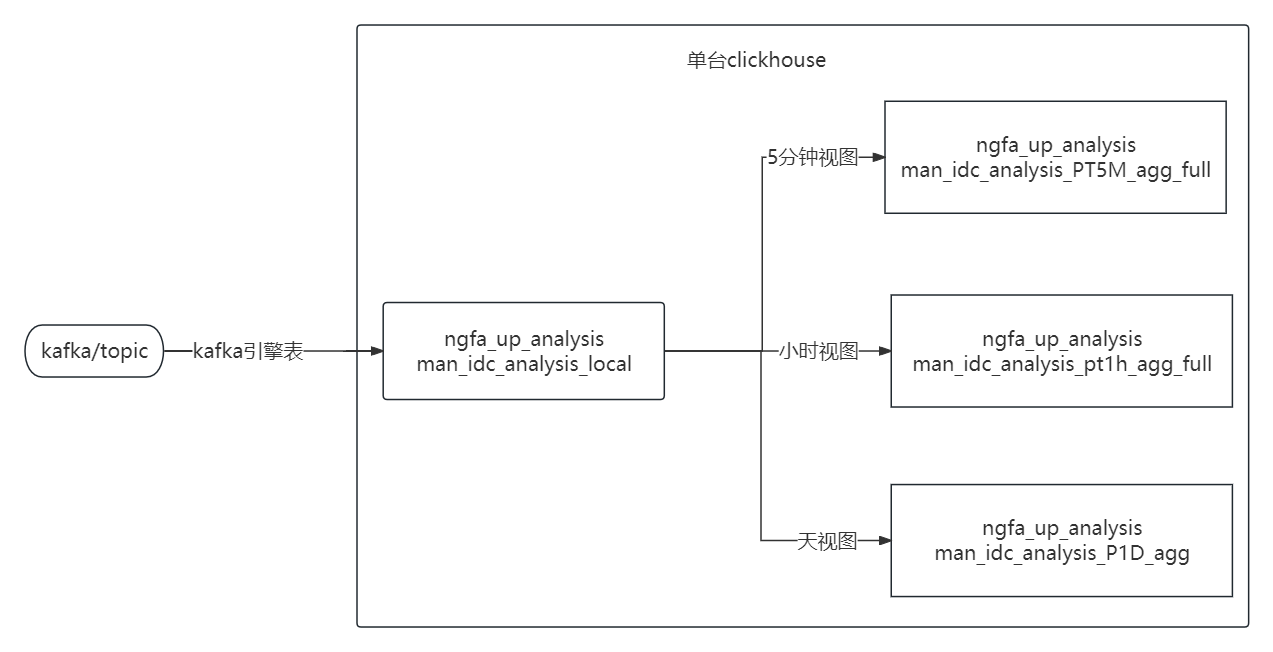 单台clickhouse
kafka/topic
kafka引擎表
ngfa_up_analysis
man_idc_analysis_local
5分钟视图
ngfa_up_analysis
man_idc_analysis_PT5M_agg_full
小时视图
ngfa_up_analysis
man_idc_analysis_pt1h_agg_full
天视图
ngfa_up_analysis
man_idc_analysis_P1D_agg